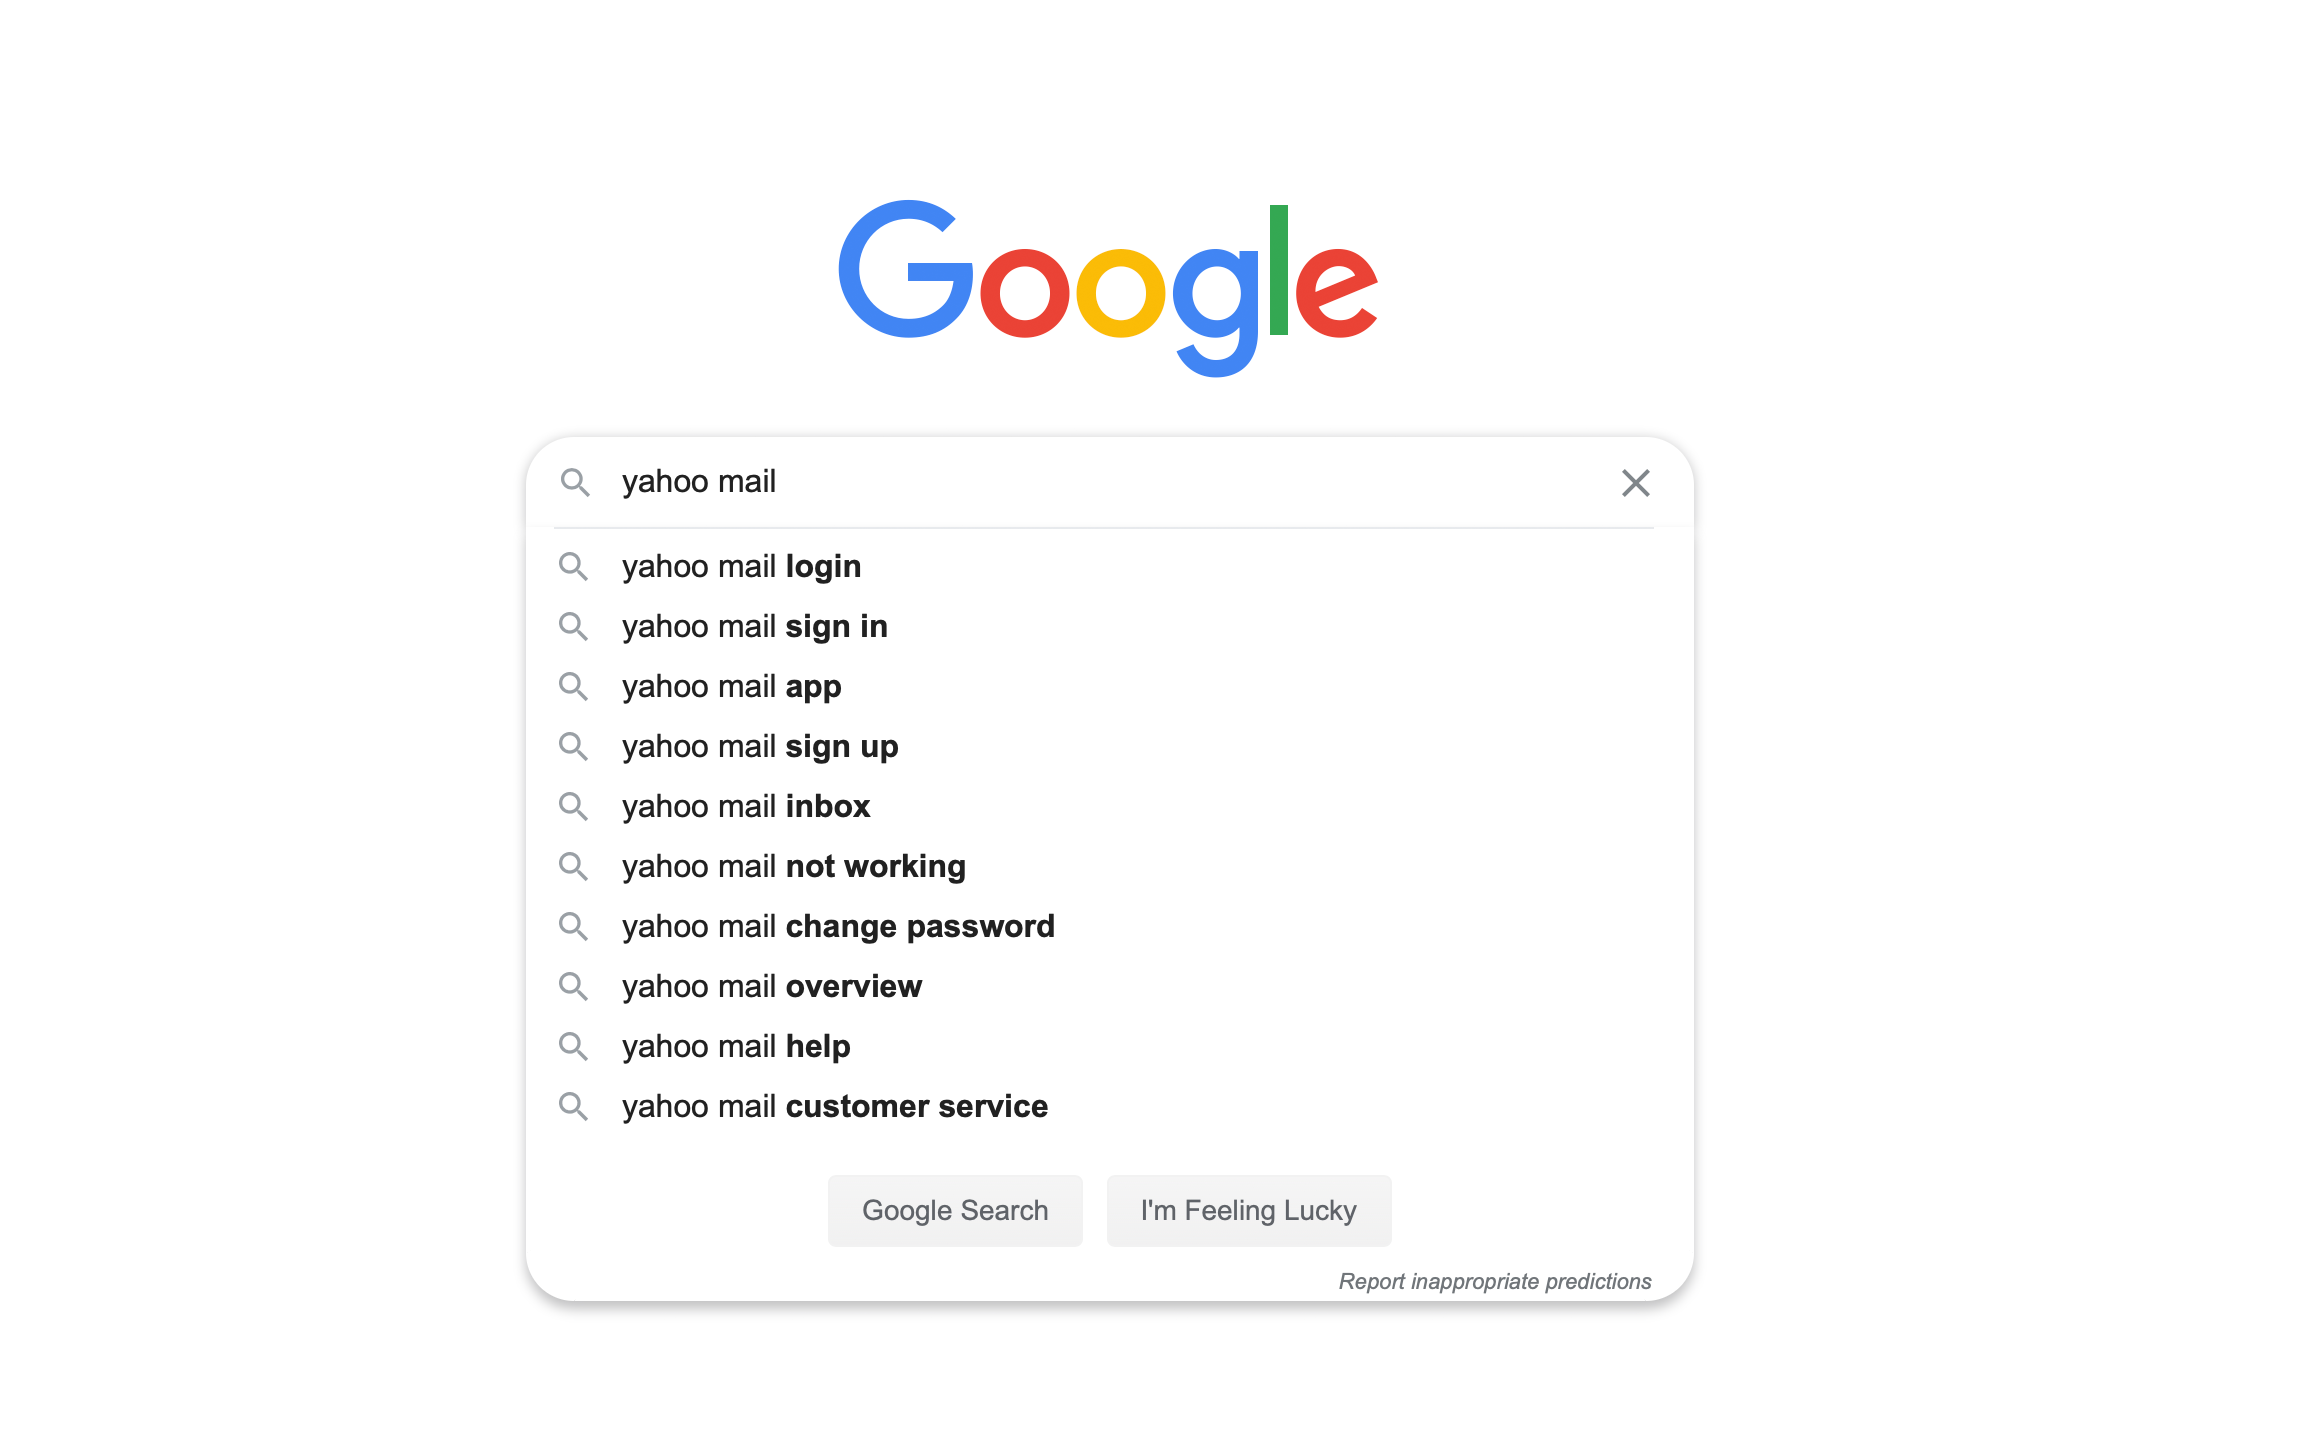 Google
yahoo mail
yahoo mail login
yahoo mail sign in
yahoo mail app
yahoo mail sign up
yahoo mail inbox
yahoo mail not working
yahoo mail change password
yahoo mail overview
yahoo mail help
yahoo mail customer service
Google Search I'm Feeling Lucky
Report inappropriate predictions